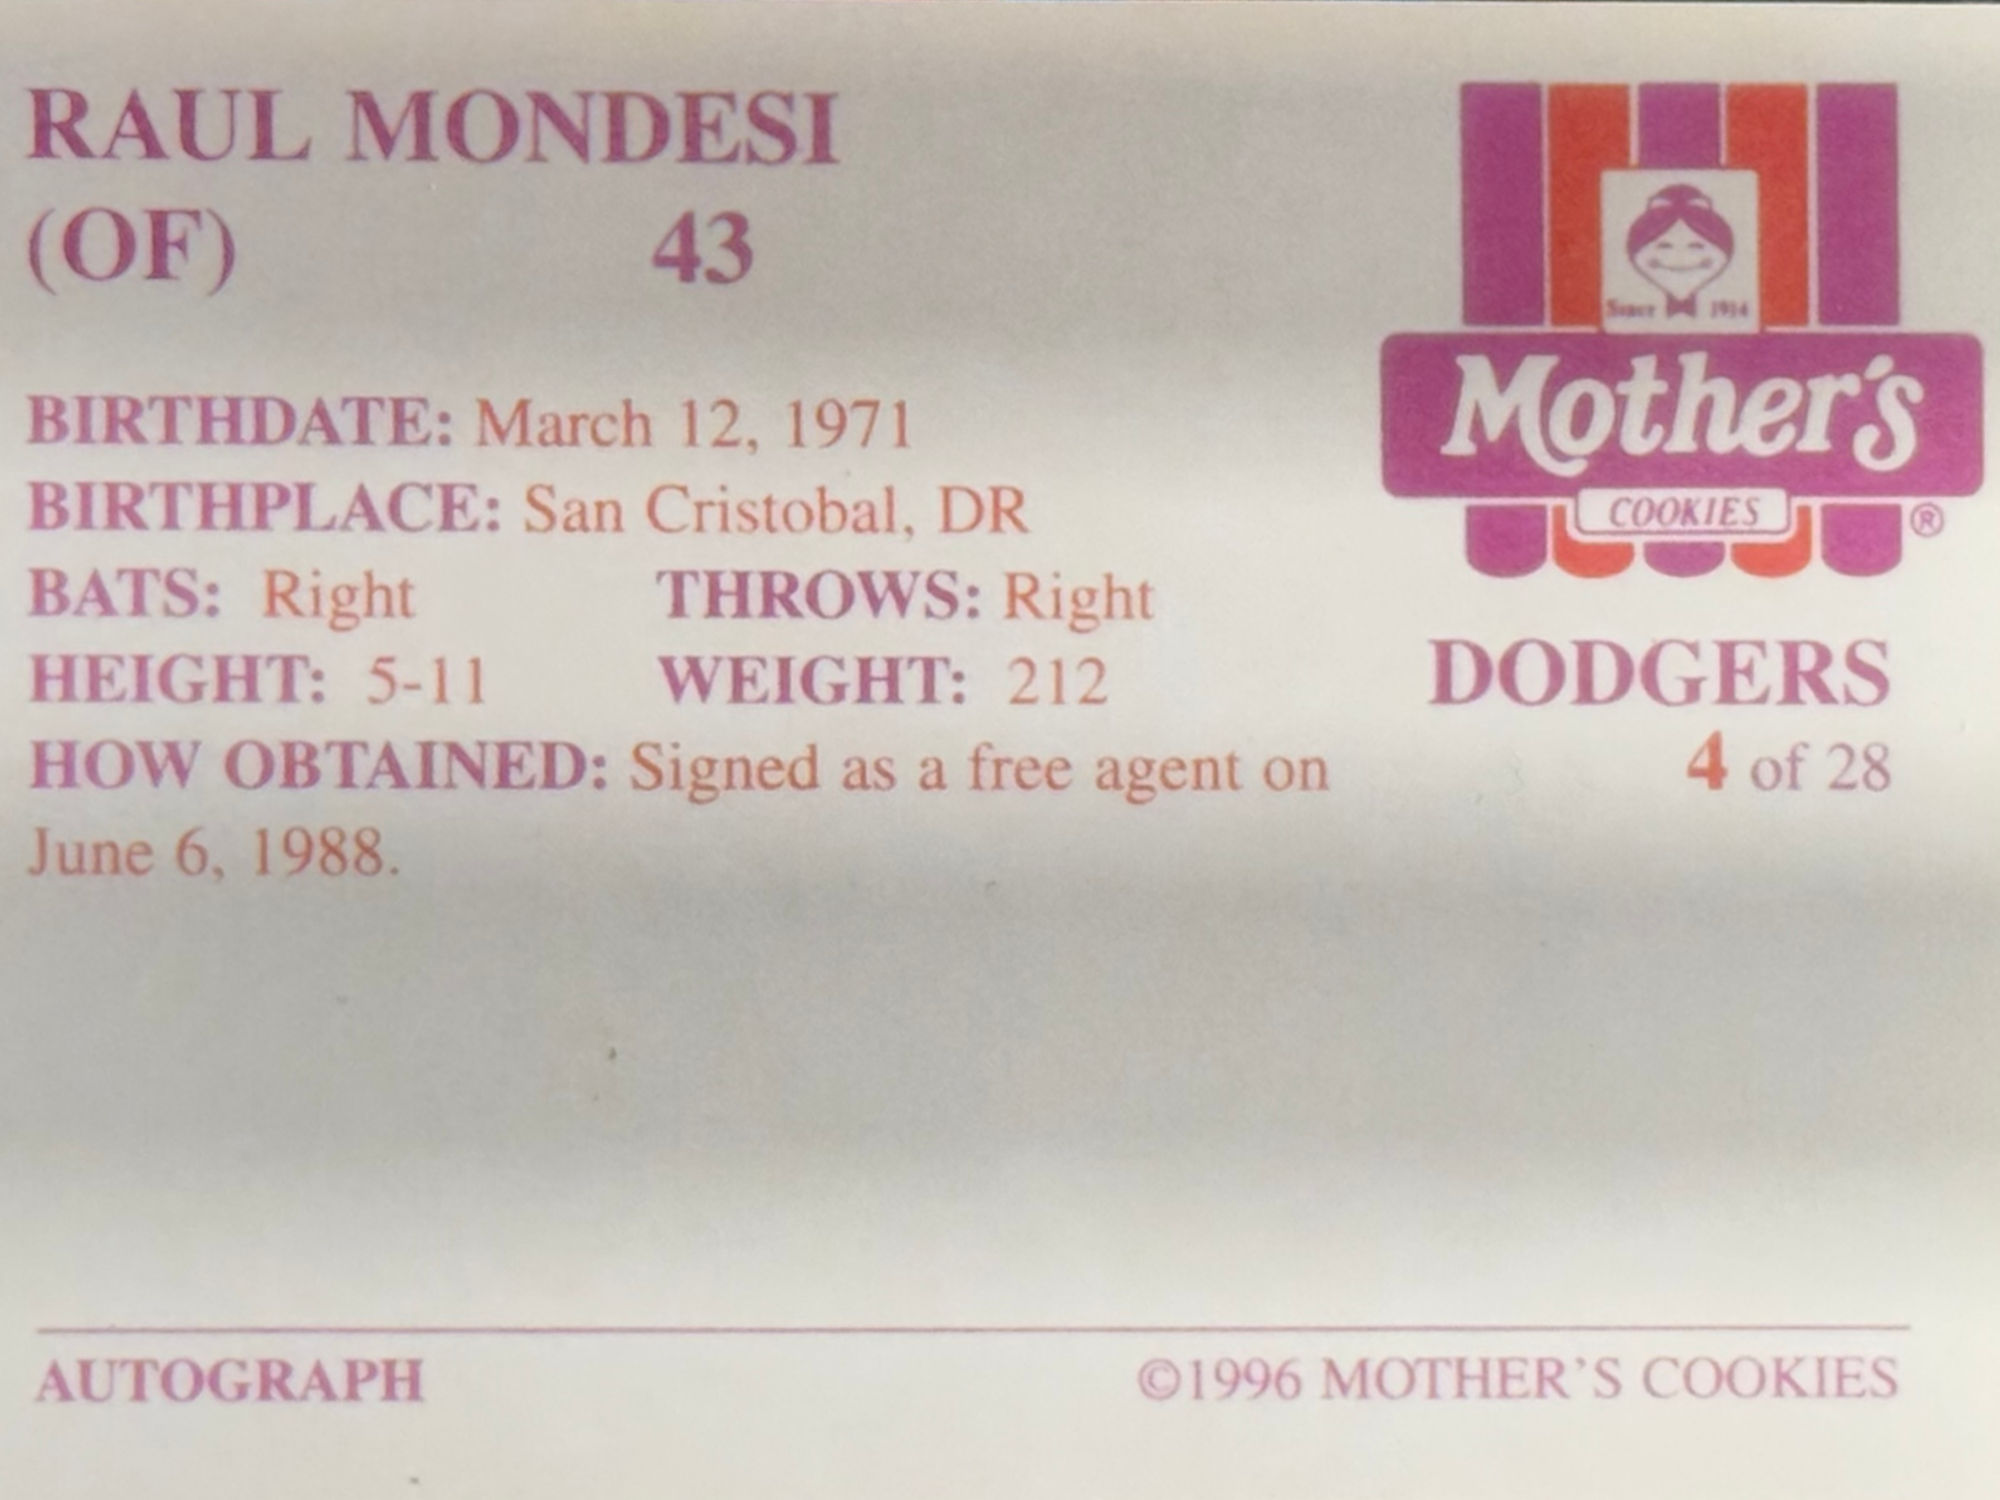 RAUL MONDESI
(OF) 43
BIRTHDATE: March 12, 1971
BIRTHPLACE: San Cristobal, DR
BATS: Right THROWS: Right
HEIGHT: 5-11 WEIGHT: 212
HOW OBTAINED: Signed as a free agent on
June 6, 1988.
Since 1914
Mother's
COOKIES ®
DODGERS
4 of 28
AUTOGRAPH
©1996 MOTHER'S COOKIES